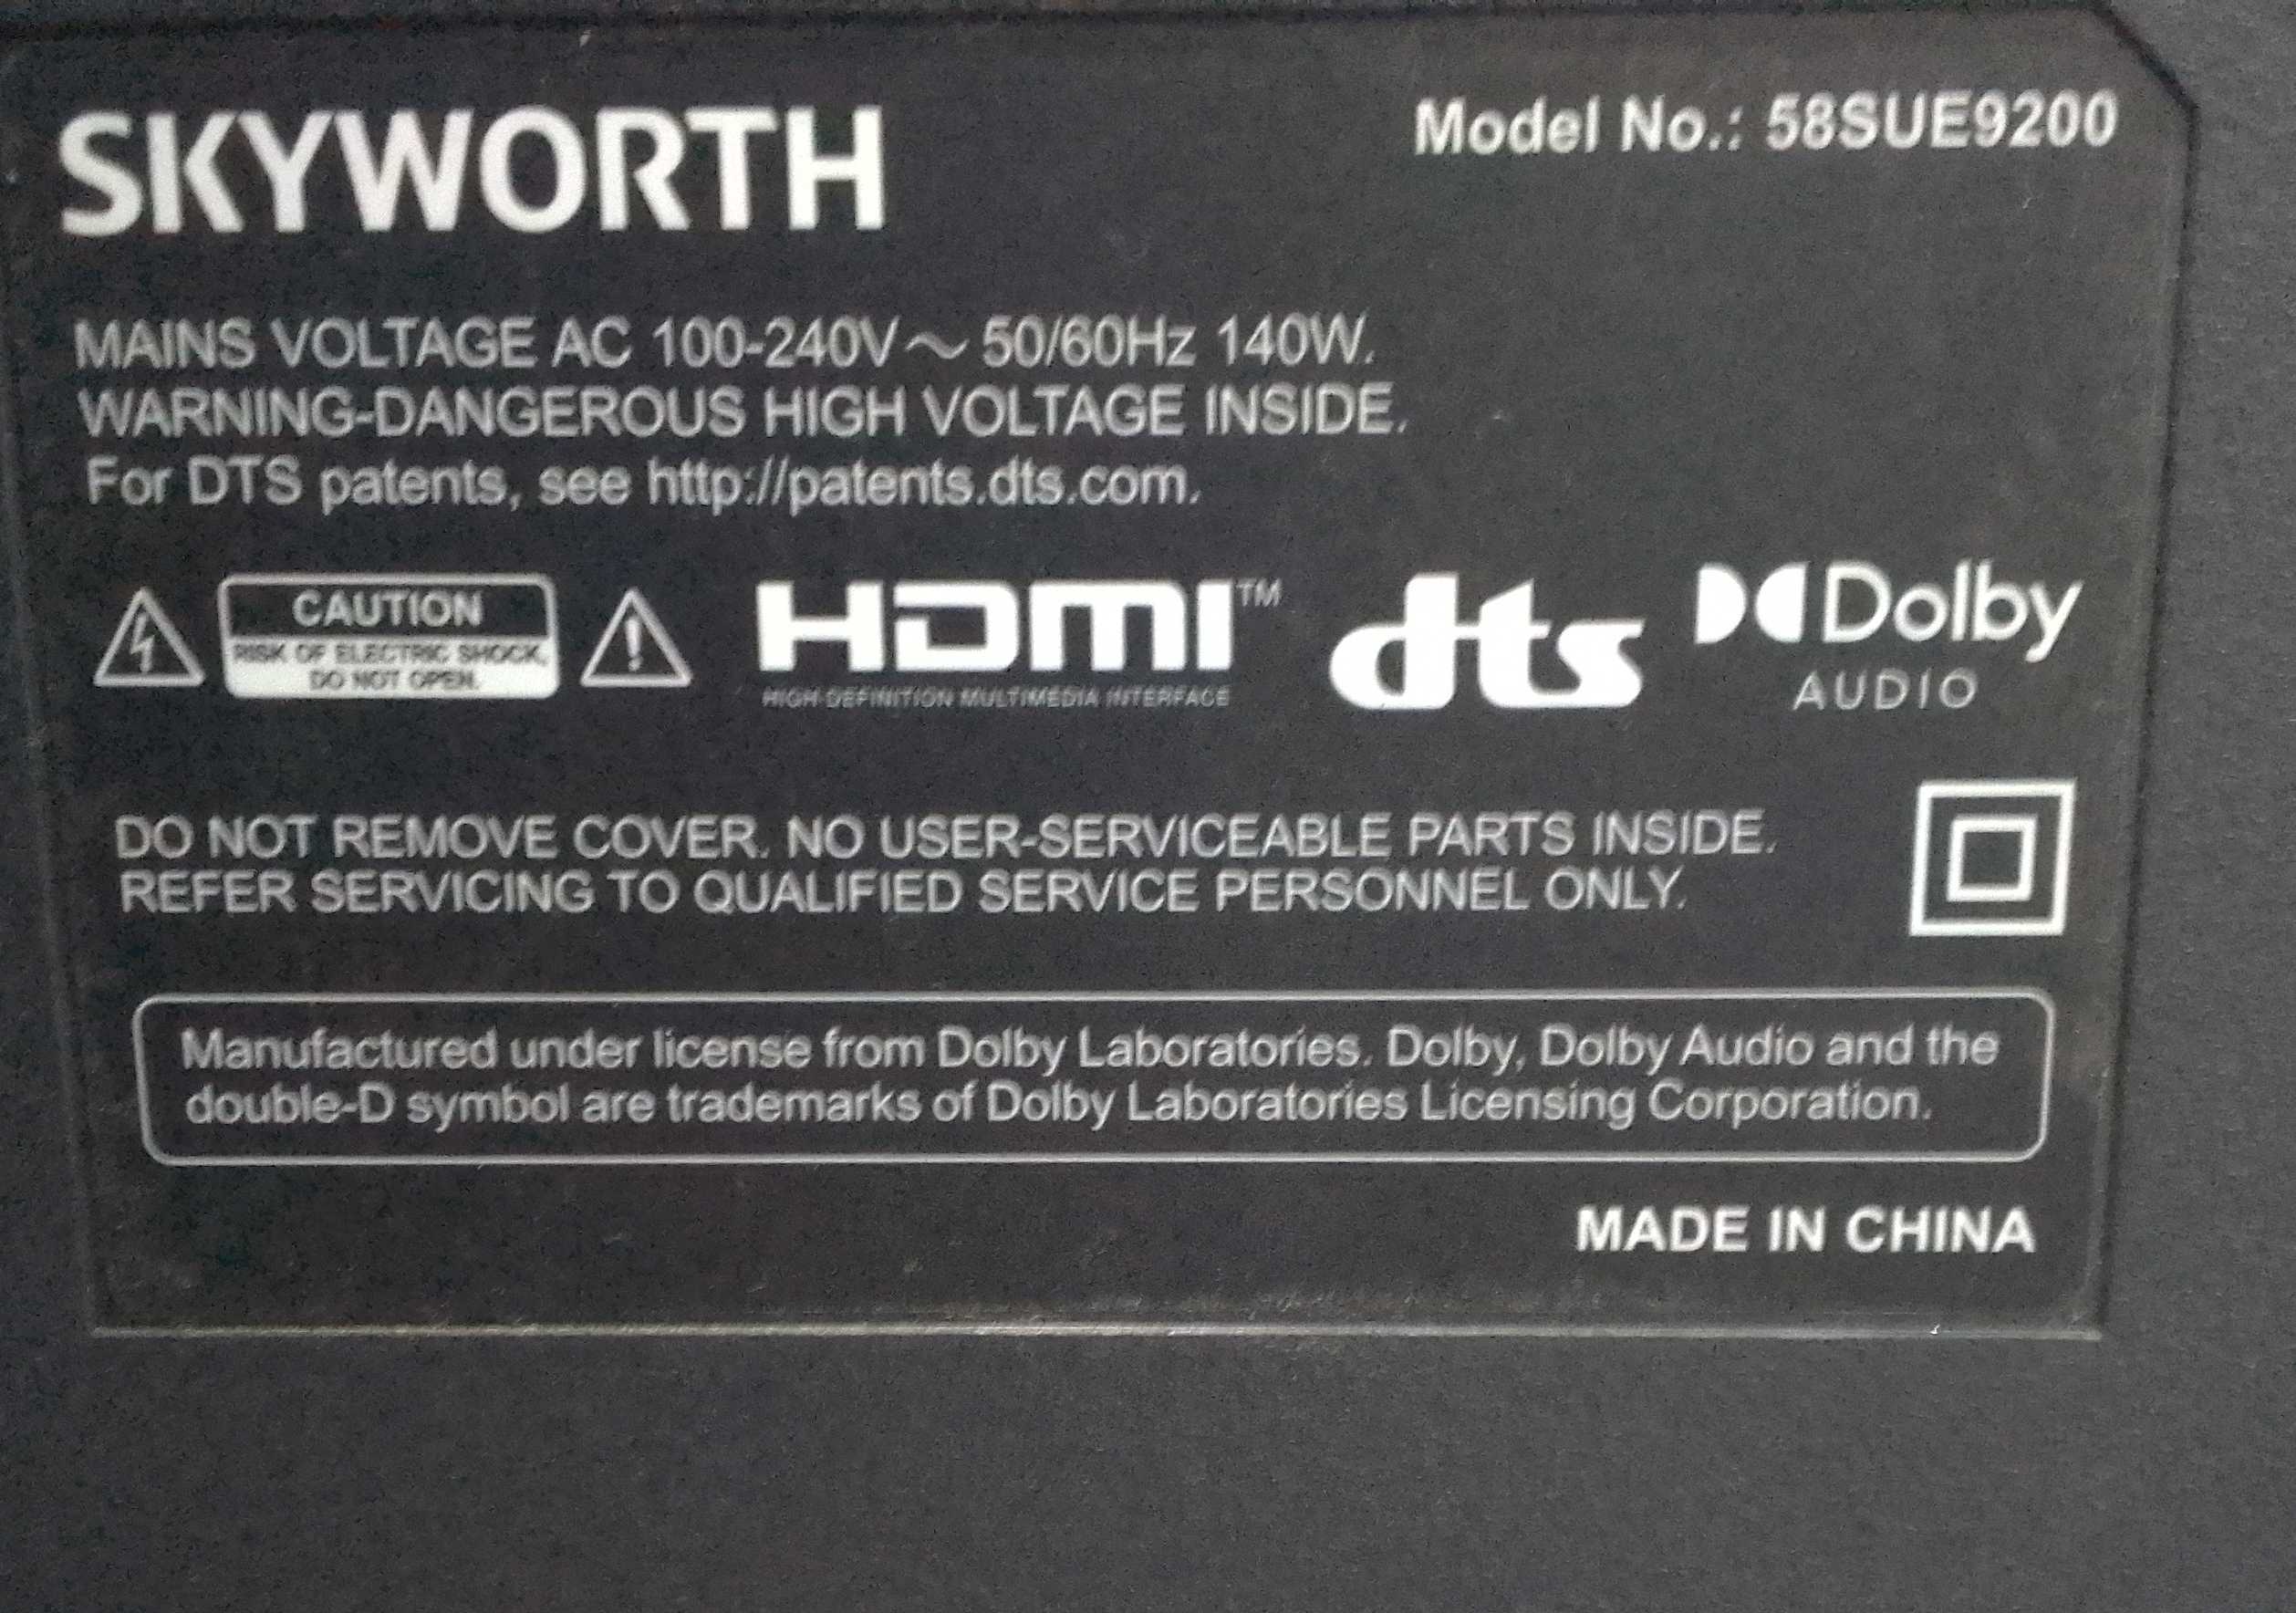 SKYWORTH
Model No.: 58SUE9200
MAINS VOLTAGE AC 100-240V～ 50/60Hz 140W.
WARNING-DANGEROUS HIGH VOLTAGE INSIDE.
For DTS patents, see http://patents.dts.com.
CAUTION
RISK OF ELECTRIC SHOCK,
DO NOT OPEN.
HDMI™
HIGH-DEFINITION MULTIMEDIA INTERFACE
dts
Dolby
AUDIO
DO NOT REMOVE COVER. NO USER-SERVICEABLE PARTS INSIDE.
REFER SERVICING TO QUALIFIED SERVICE PERSONNEL ONLY.
Manufactured under license from Dolby Laboratories. Dolby, Dolby Audio and the
double-D symbol are trademarks of Dolby Laboratories Licensing Corporation.
MADE IN CHINA